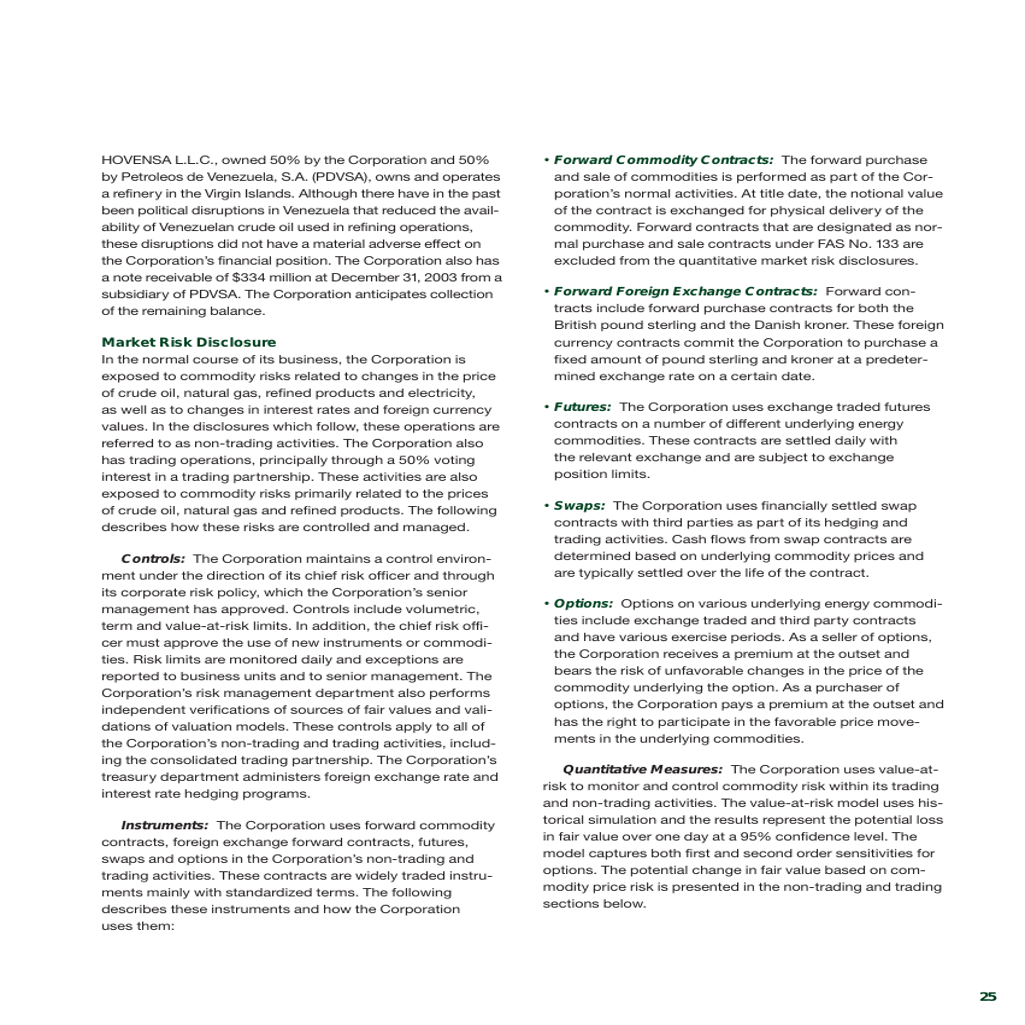 HOVENSA L.L.C., owned 50% by the Corporation and 50%
by Petroleos de Venezuela, S.A. (PDVSA), owns and operates
a refinery in the Virgin Islands. Although there have in the past
been political disruptions in Venezuela that reduced the avail-
ability of Venezuelan crude oil used in refining operations,
these disruptions did not have a material adverse effect on
the Corporation's financial position. The Corporation also has
a note receivable of $334 million at December 31, 2003 from a
subsidiary of PDVSA. The Corporation anticipates collection
of the remaining balance.
Market Risk Disclosure
In the normal course of its business, the Corporation is
exposed to commodity risks related to changes in the price
of crude oil, natural gas, refined products and electricity,
as well as to changes in interest rates and foreign currency
values. In the disclosures which follow, these operations are
referred to as non-trading activities. The Corporation also
has trading operations, principally through a 50% voting
interest in a trading partnership. These activities are also
exposed to commodity risks primarily related to the prices
of crude oil, natural gas and refined products. The following
describes how these risks are controlled and managed.
Controls: The Corporation maintains a control environ-
ment under the direction of its chief risk officer and through
its corporate risk policy, which the Corporation's senior
management has approved. Controls include volumetric,
term and value-at-risk limits. In addition, the chief risk offi-
cer must approve the use of new instruments or commodi-
ties. Risk limits are monitored daily and exceptions are
reported to business units and to senior management. The
Corporation's risk management department also performs
independent verifications of sources of fair values and vali-
dations of valuation models. These controls apply to all of
the Corporation's non-trading and trading activities, includ-
ing the consolidated trading partnership. The Corporation's
treasury department administers foreign exchange rate and
interest rate hedging programs.
Instruments: The Corporation uses forward commodity
contracts, foreign exchange forward contracts, futures,
swaps and options in the Corporation's non-trading and
trading activities. These contracts are widely traded instru-
ments mainly with standardized terms. The following
describes these instruments and how the Corporation
uses them:
• Forward Commodity Contracts: The forward purchase
and sale of commodities is performed as part of the Cor-
poration's normal activities. At title date, the notional value
of the contract is exchanged for physical delivery of the
commodity. Forward contracts that are designated as nor-
mal purchase and sale contracts under FAS No. 133 are
excluded from the quantitative market risk disclosures.
• Forward Foreign Exchange Contracts: Forward con-
tracts include forward purchase contracts for both the
British pound sterling and the Danish kroner. These foreign
currency contracts commit the Corporation to purchase a
fixed amount of pound sterling and kroner at a predeter-
mined exchange rate on a certain date.
• Futures: The Corporation uses exchange traded futures
contracts on a number of different underlying energy
commodities. These contracts are settled daily with
the relevant exchange and are subject to exchange
position limits.
• Swaps: The Corporation uses financially settled swap
contracts with third parties as part of its hedging and
trading activities. Cash flows from swap contracts are
determined based on underlying commodity prices and
are typically settled over the life of the contract.
• Options: Options on various underlying energy commodi-
ties include exchange traded and third party contracts
and have various exercise periods. As a seller of options,
the Corporation receives a premium at the outset and
bears the risk of unfavorable changes in the price of the
commodity underlying the option. As a purchaser of
options, the Corporation pays a premium at the outset and
has the right to participate in the favorable price move-
ments in the underlying commodities.
Quantitative Measures: The Corporation uses value-at-
risk to monitor and control commodity risk within its trading
and non-trading activities. The value-at-risk model uses his-
torical simulation and the results represent the potential loss
in fair value over one day at a 95% confidence level. The
model captures both first and second order sensitivities for
options. The potential change in fair value based on com-
modity price risk is presented in the non-trading and trading
sections below.
25